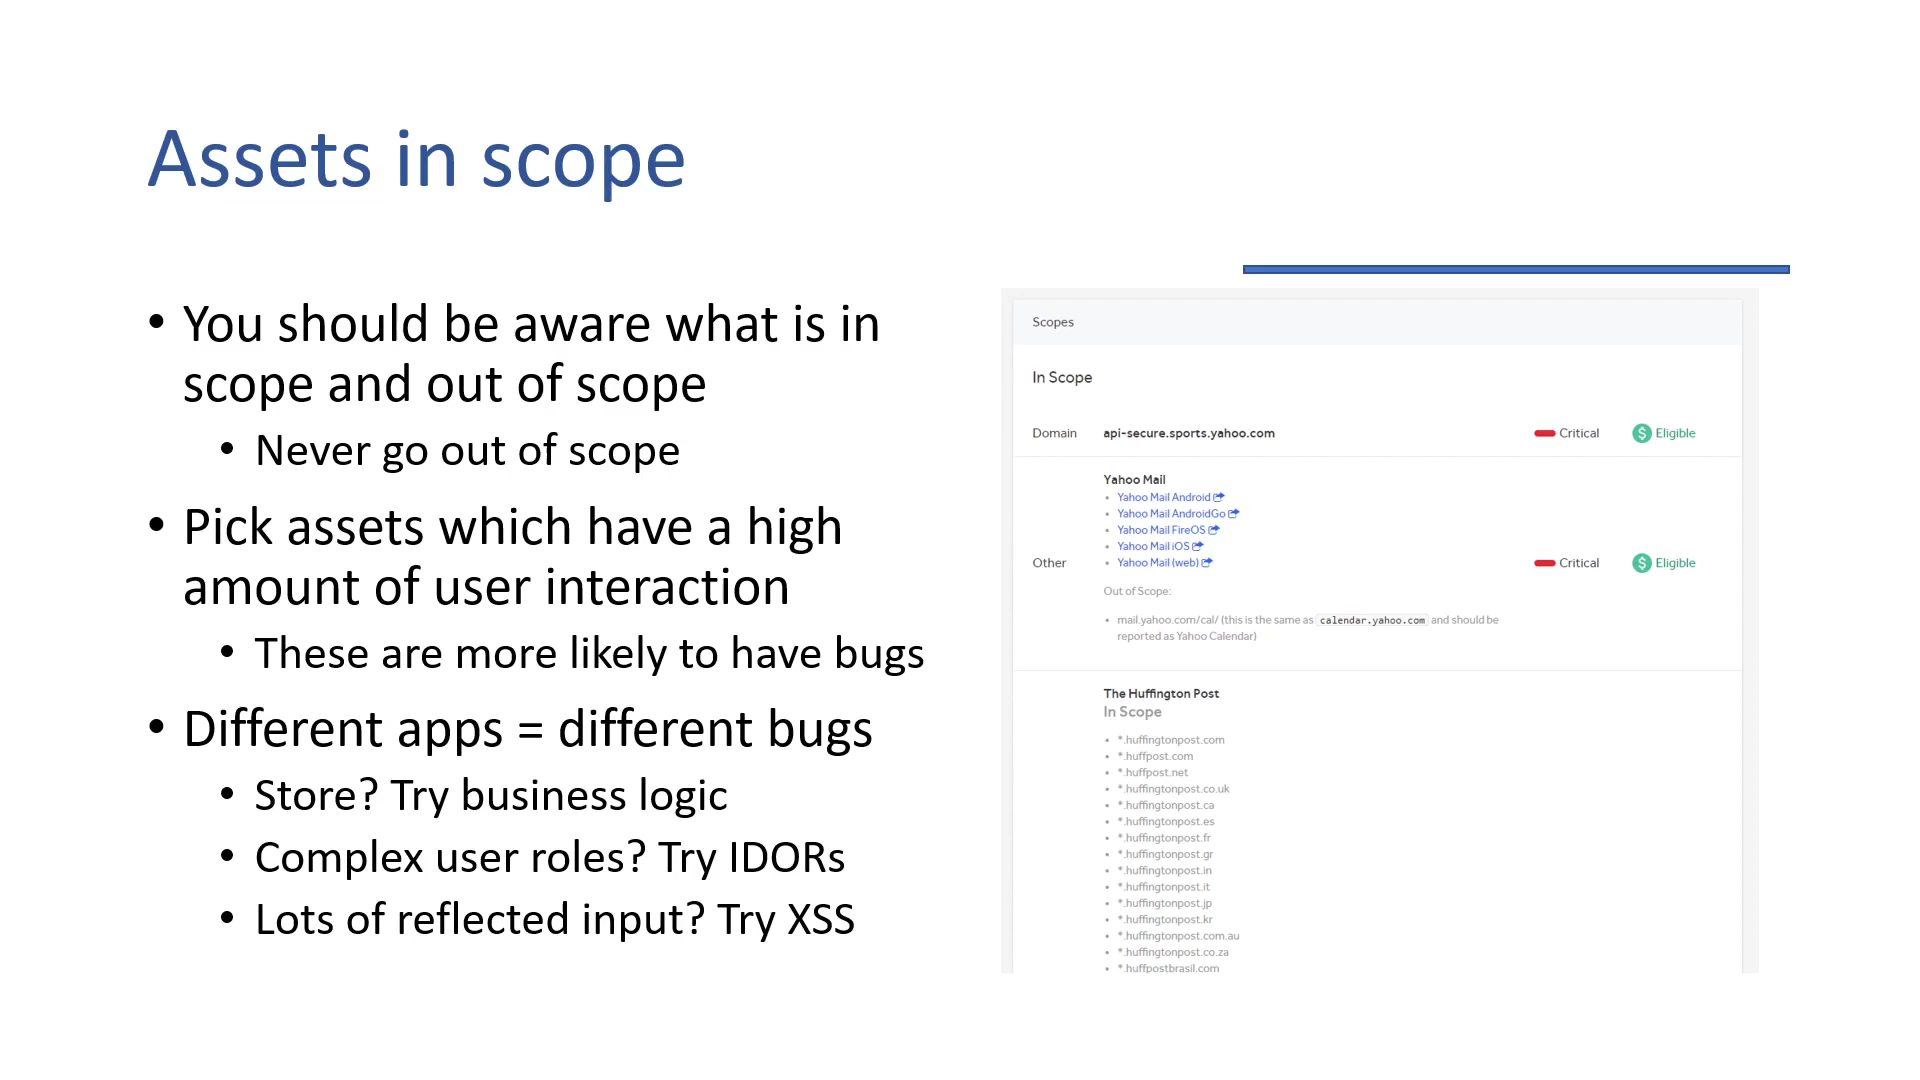 Assets in scope
• You should be aware what is in
scope and out of scope
• Never go out of scope
• Pick assets which have a high
amount of user interaction
• These are more likely to have bugs
• Different apps = different bugs
• Store? Try business logic
• Complex user roles? Try IDORs
• Lots of reflected input? Try XSS
Scopes
In Scope
Domain api-secure.sports.yahoo.com Critical $ Eligible
Yahoo Mail
• Yahoo Mail Android
• Yahoo Mail AndroidGo
• Yahoo Mail FireOS
• Yahoo Mail iOS
• Yahoo Mail (web)
Other Critical $ Eligible
Out of Scope:
• mail.yahoo.com/cal/ (this is the same as calendar.yahoo.com and should be
reported as Yahoo Calendar)
The Huffington Post
In Scope
• *.huffingtonpost.com
• *.huffpost.com
• *.huffpost.net
• *.huffingtonpost.co.uk
• *.huffingtonpost.ca
• *.huffingtonpost.es
• *.huffingtonpost.fr
• *.huffingtonpost.gr
• *.huffingtonpost.in
• *.huffingtonpost.it
• *.huffingtonpost.jp
• *.huffingtonpost.kr
• *.huffingtonpost.com.au
• *.huffingtonpost.co.za
• *.huffpostbrasil.com